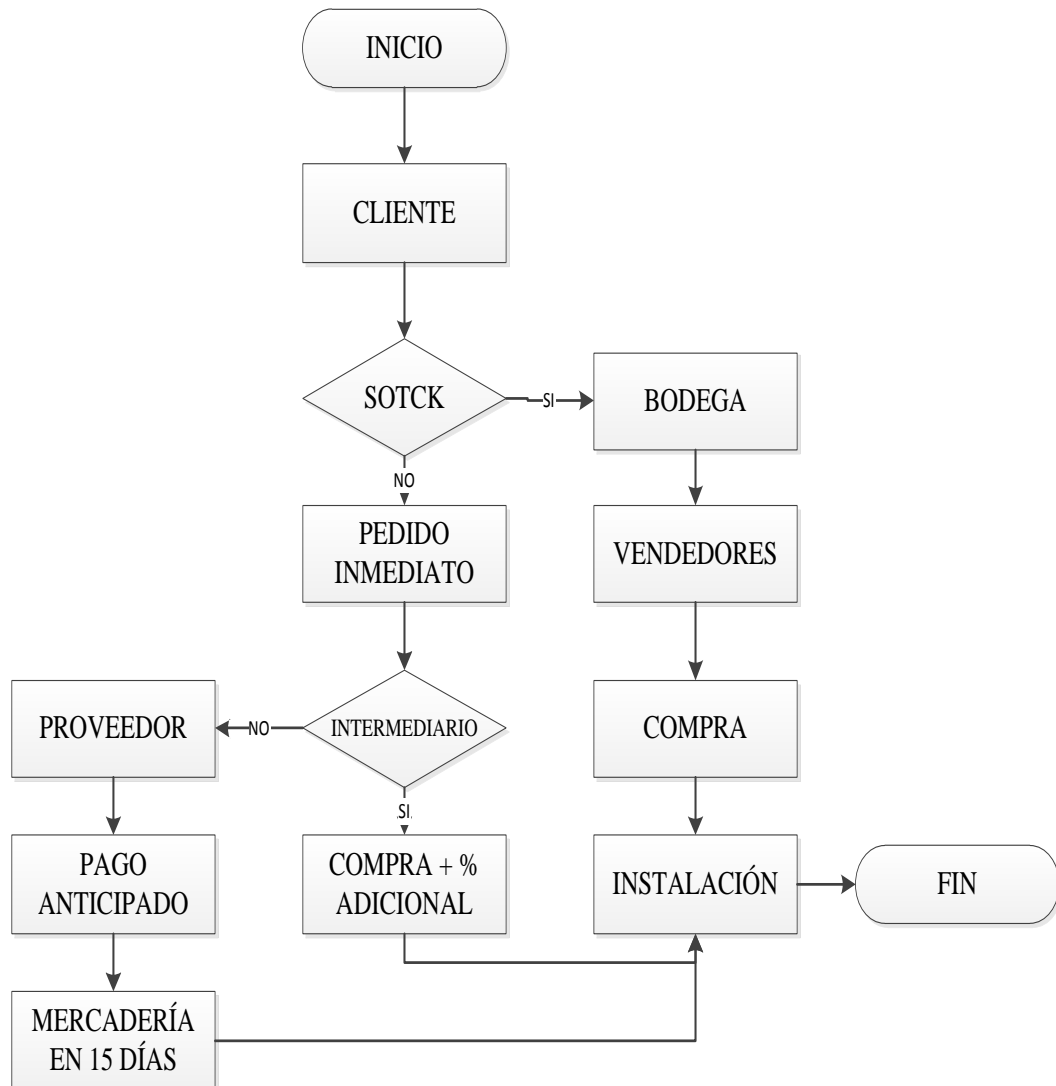 INICIO
CLIENTE
SOTCK
SI
BODEGA
NO
PEDIDO
INMEDIATO
VENDEDORES
PROVEEDOR
NO
INTERMEDIARIO
COMPRA
SI
PAGO
ANTICIPADO
COMPRA + %
ADICIONAL
INSTALACIÓN
FIN
MERCADERÍA
EN 15 DÍAS